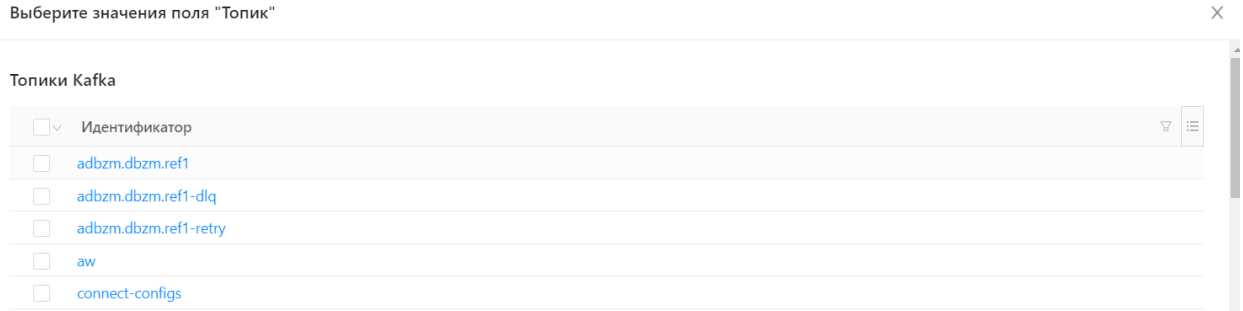 Выберите значения поля "Топик"
Топики Kafka
Идентификатор
adbzm.dbzm.ref1
adbzm.dbzm.ref1-dlq
adbzm.dbzm.ref1-retry
aw
connect-configs